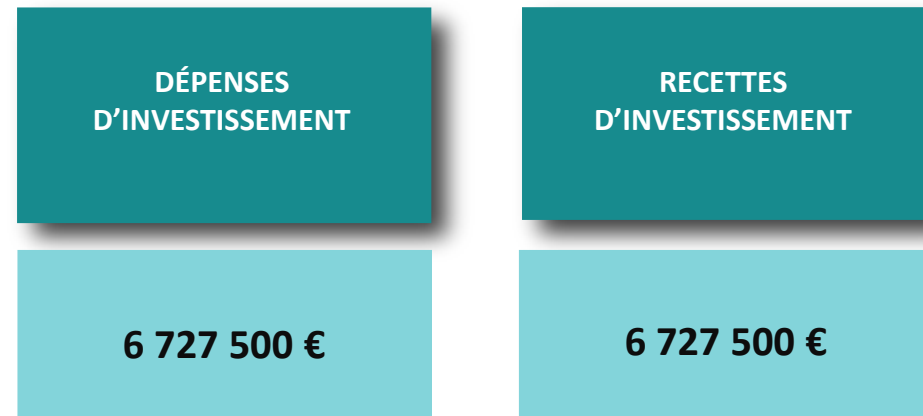 DÉPENSES
D’INVESTISSEMENT
RECETTES
D’INVESTISSEMENT
6 727 500 €
6 727 500 €